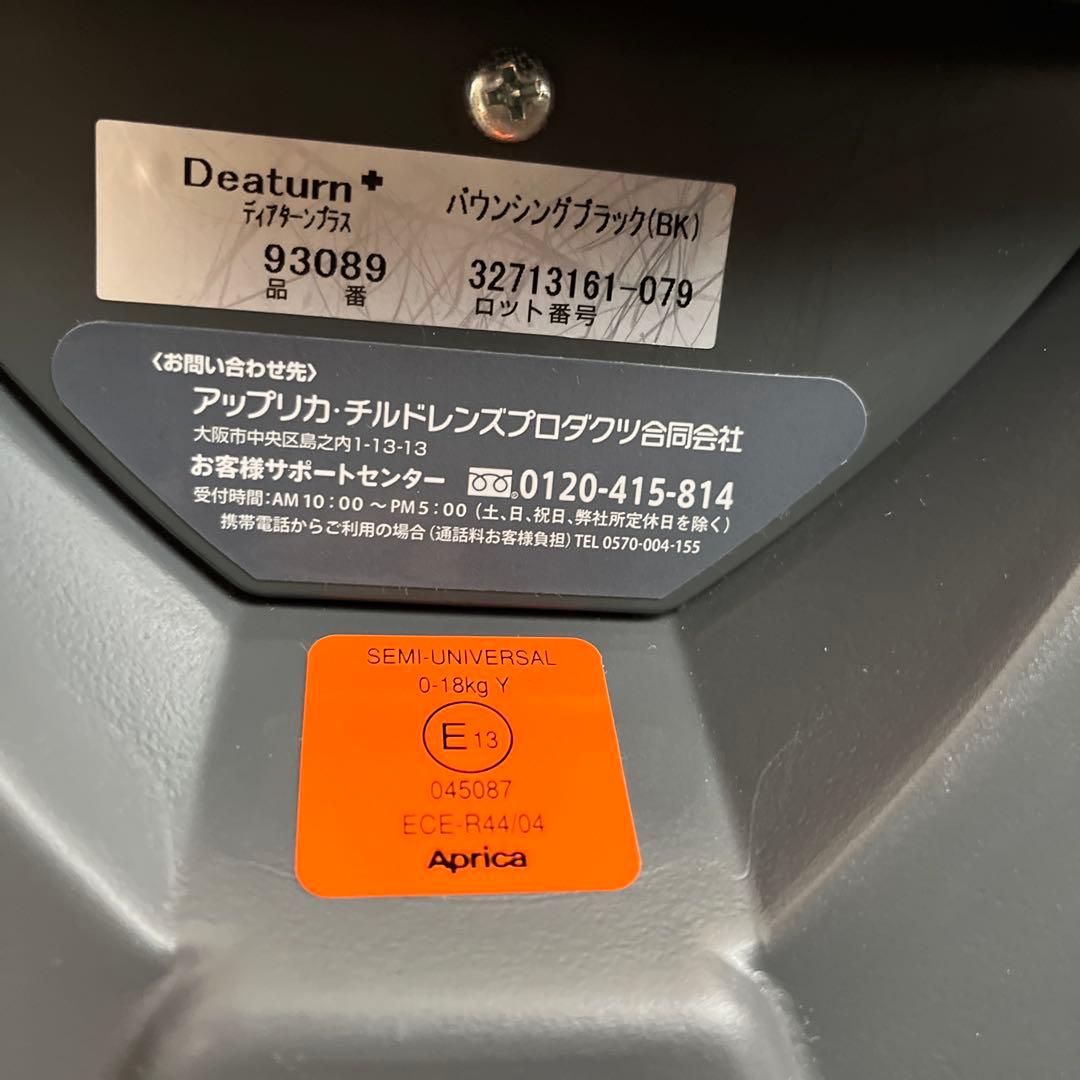 Deaturn+
ディアターンプラス
バウンシングブラック(BK)
93089
品 番
32713161-079
ロット番号
〈お問い合わせ先〉
アップリカ・チルドレンズプロダクツ合同会社
大阪市中央区島之内1-13-13
お客様サポートセンター 0120-415-814
受付時間:AM10:00～PM5:00(土、日、祝日、弊社所定休日を除く)
携帯電話からご利用の場合(通話料お客様負担)TEL 0570-004-155
SEMI-UNIVERSAL
0-18kg Y
E 13
045087
ECE-R44/04
Aprica